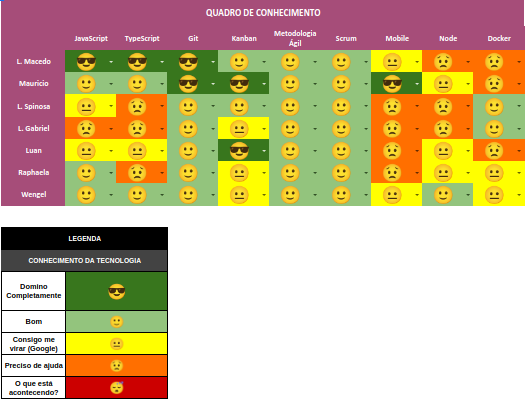 QUADRO DE CONHECIMENTO
JavaScript TypeScript Git Kanban Metodologia Ágil Scrum Mobile Node Docker
L. Macedo
Mauricio
L. Spinosa
L. Gabriel
Luan
Raphaela
Wengel
LEGENDA
CONHECIMENTO DA TECNOLOGIA
Domino
Completamente
Bom
Consigo me
virar (Google)
Preciso de ajuda
O que está
acontecendo?